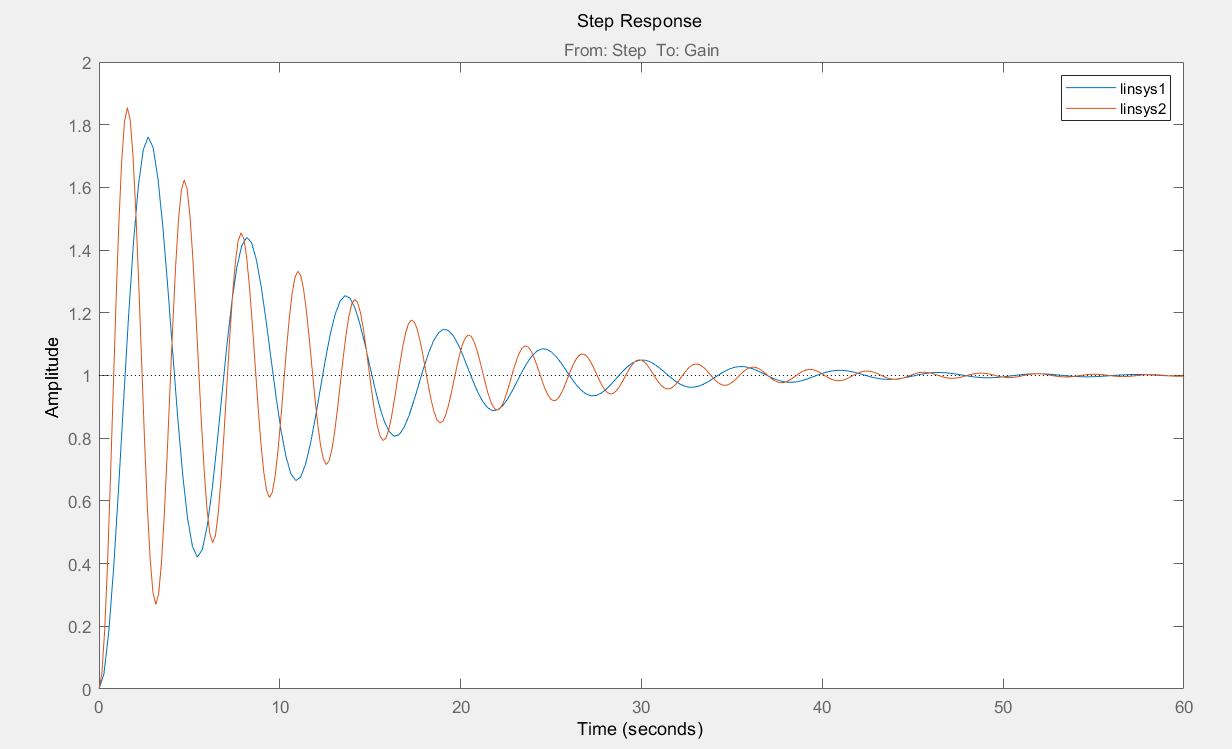 Step Response
From: Step To: Gain
linsys1
linsys2
2
1.8
1.6
1.4
1.2
1
0.8
0.6
0.4
0.2
0
Amplitude
0 10 20 30 40 50 60
Time (seconds)